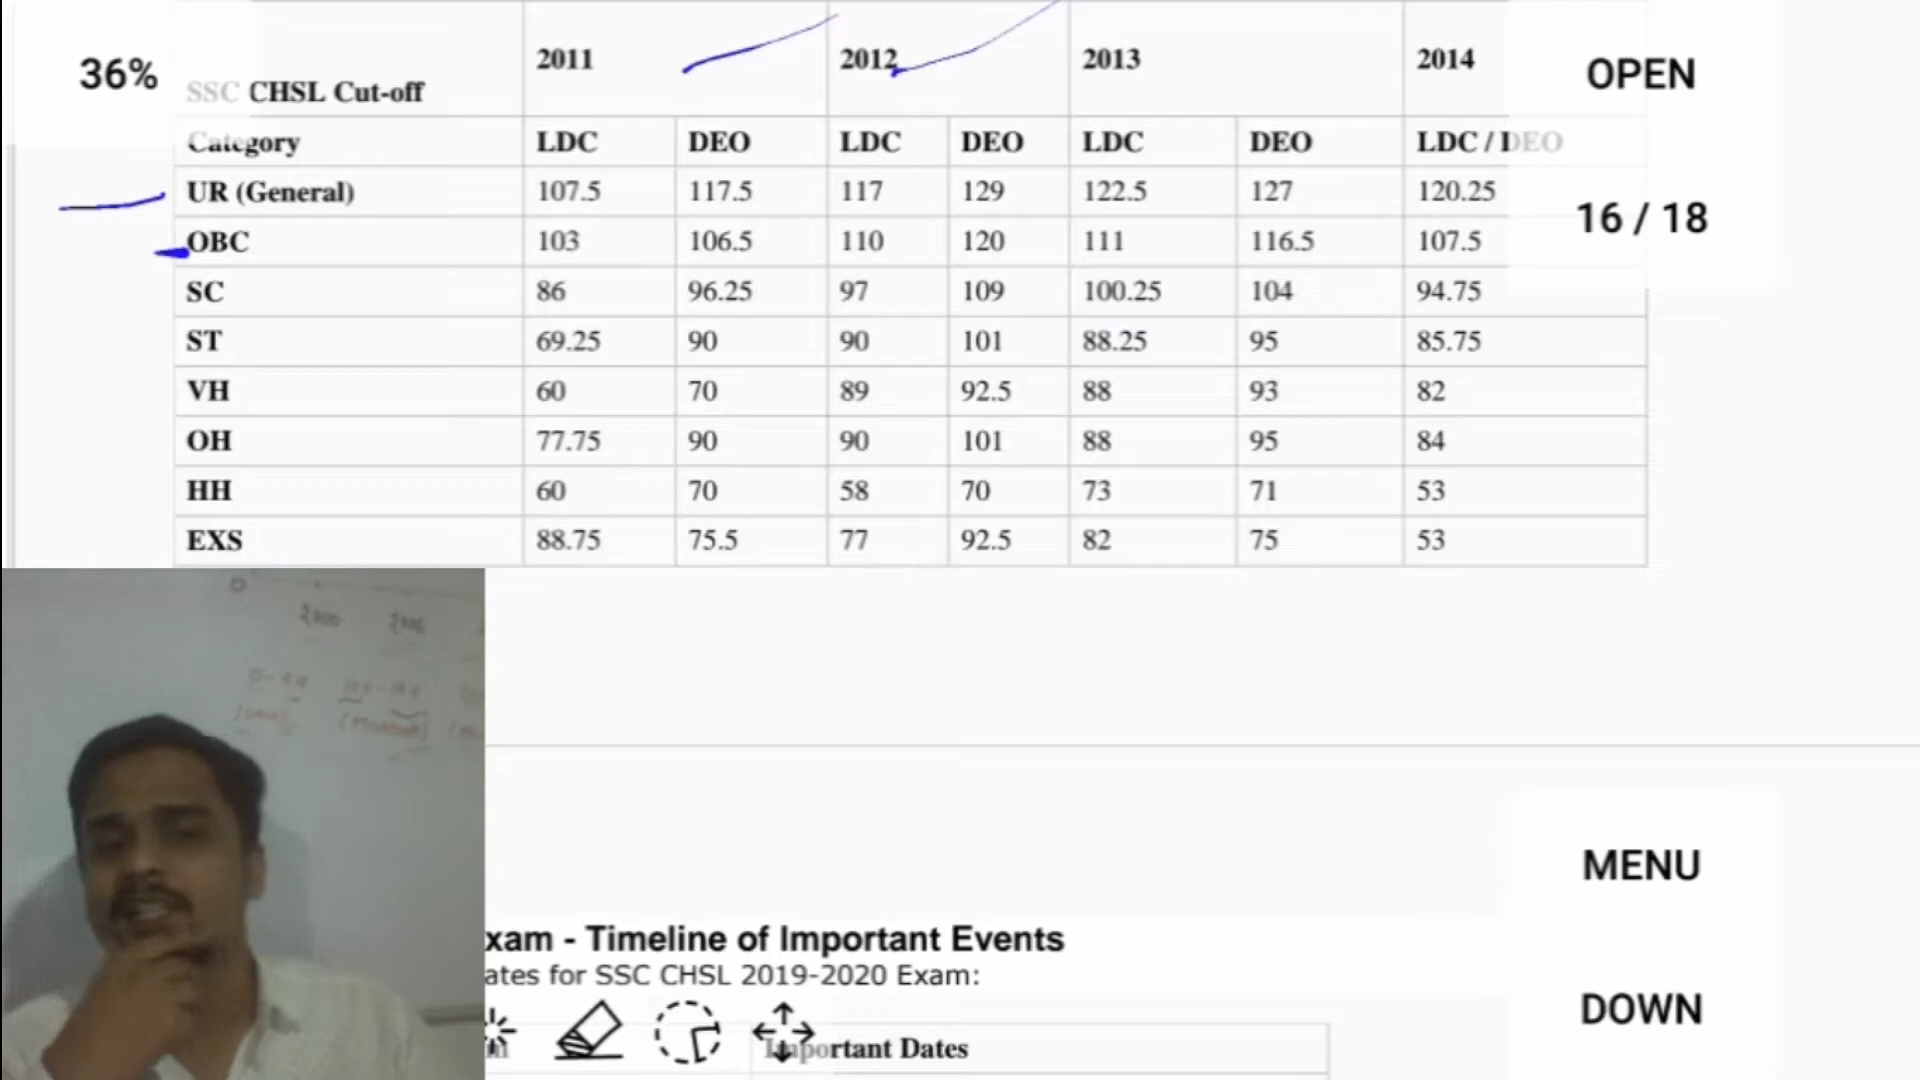 36%
2011 2012 2013 2014
OPEN
SSC CHSL Cut-off
Category LDC DEO LDC DEO LDC DEO LDC / DEO
UR (General) 107.5 117.5 117 129 122.5 127 120.25
16 / 18
OBC 103 106.5 110 120 111 116.5 107.5
SC 86 96.25 97 109 100.25 104 94.75
ST 69.25 90 90 101 88.25 95 85.75
VH 60 70 89 92.5 88 93 82
OH 77.75 90 90 101 88 95 84
HH 60 70 58 70 73 71 53
EXS 88.75 75.5 77 92.5 82 75 53
MENU
xam - Timeline of Important Events
ates for SSC CHSL 2019-2020 Exam:
DOWN
Important Dates